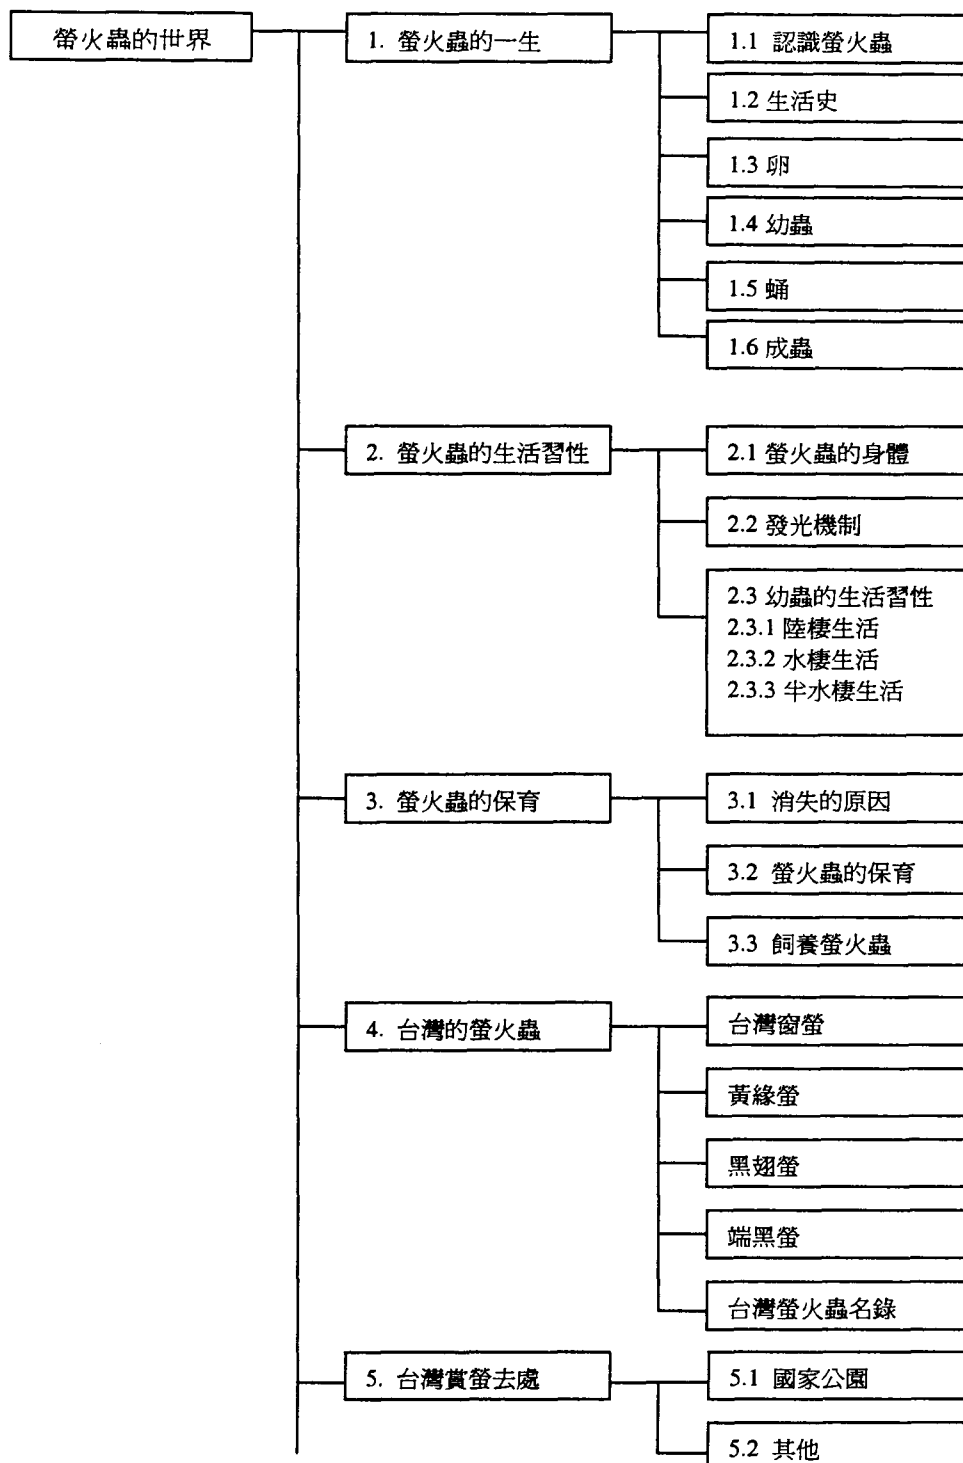 螢火蟲的世界
1. 螢火蟲的一生
1.1 認識螢火蟲
1.2 生活史
1.3 卵
1.4 幼蟲
1.5 蛹
1.6 成蟲
2. 螢火蟲的生活習性
2.1 螢火蟲的身體
2.2 發光機制
2.3 幼蟲的生活習性
2.3.1 陸棲生活
2.3.2 水棲生活
2.3.3 半水棲生活
3. 螢火蟲的保育
3.1 消失的原因
3.2 螢火蟲的保育
3.3 飼養螢火蟲
4. 台灣的螢火蟲
台灣窗螢
黃緣螢
黑翅螢
端黑螢
台灣螢火蟲名錄
5. 台灣賞螢去處
5.1 國家公園
5.2 其他